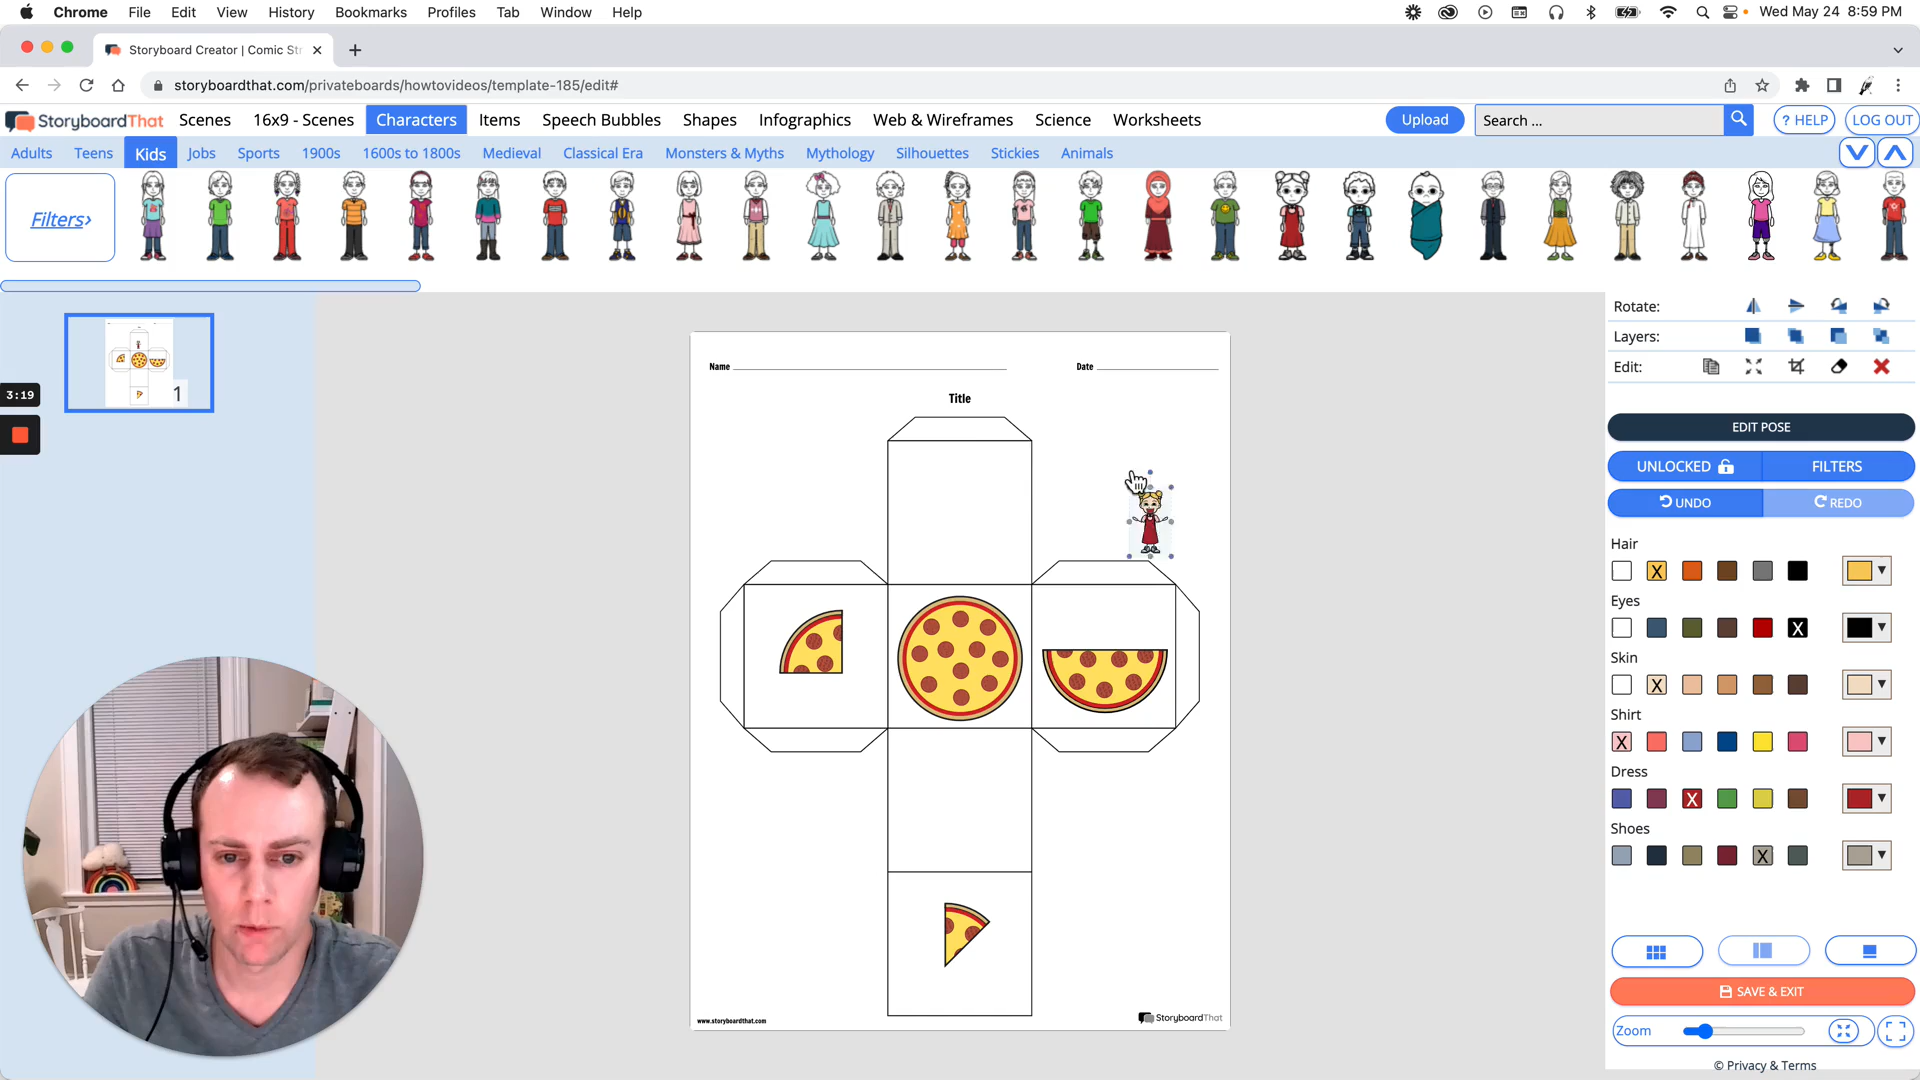 Chrome File Edit View History Bookmarks Profiles Tab Window Help Wed May 24 8:59 PM
Storyboard Creator | Comic St
storyboardthat.com/privateboards/howtovideos/template-185/edit#
StoryboardThat Scenes 16x9 - Scenes Characters Items Speech Bubbles Shapes Infographics Web & Wireframes Science Worksheets Upload Search ... ? HELP LOG OUT
Adults Teens Kids Jobs Sports 1900s 1600s to 1800s Medieval Classical Era Monsters & Myths Mythology Silhouettes Stickies Animals
Filters›
Rotate:
Layers:
Edit:
3:19
1
Name Date
Title
EDIT POSE
UNLOCKED FILTERS
UNDO REDO
Hair
X
Eyes
X
Skin
X
Shirt
X
Dress
X
Shoes
X
SAVE & EXIT
Zoom
© Privacy & Terms
www.storyboardthat.com StoryboardThat